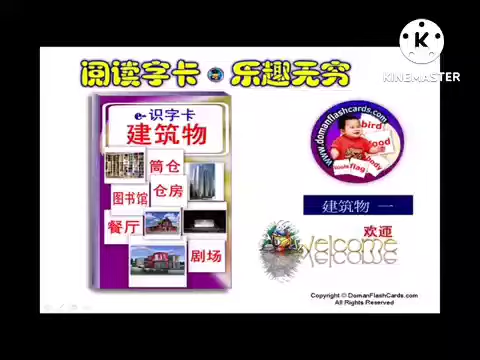 阅读字卡 乐趣无穷
KINEMASTER
e-识字卡
建筑物
筒仓
仓房
图书馆
餐厅
剧场
www.domanflashcards.com
bird
food
body
flag
建筑物 一
欢迎
welcome
Copyright © DomanFlashCards.com
All Rights Reserved